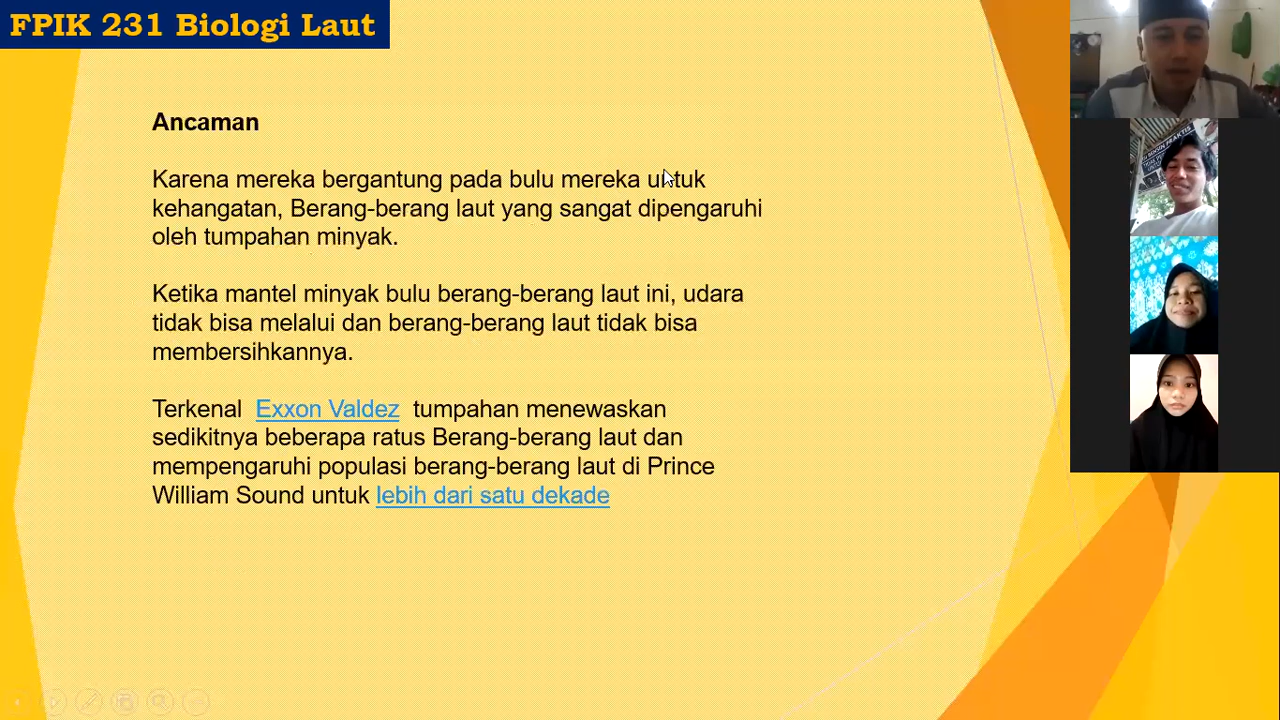 FPIK 231 Biologi Laut
Ancaman
Karena mereka bergantung pada bulu mereka untuk
kehangatan, Berang-berang laut yang sangat dipengaruhi
oleh tumpahan minyak.
Ketika mantel minyak bulu berang-berang laut ini, udara
tidak bisa melalui dan berang-berang laut tidak bisa
membersihkannya.
Terkenal Exxon Valdez tumpahan menewaskan
sedikitnya beberapa ratus Berang-berang laut dan
mempengaruhi populasi berang-berang laut di Prince
William Sound untuk lebih dari satu dekade